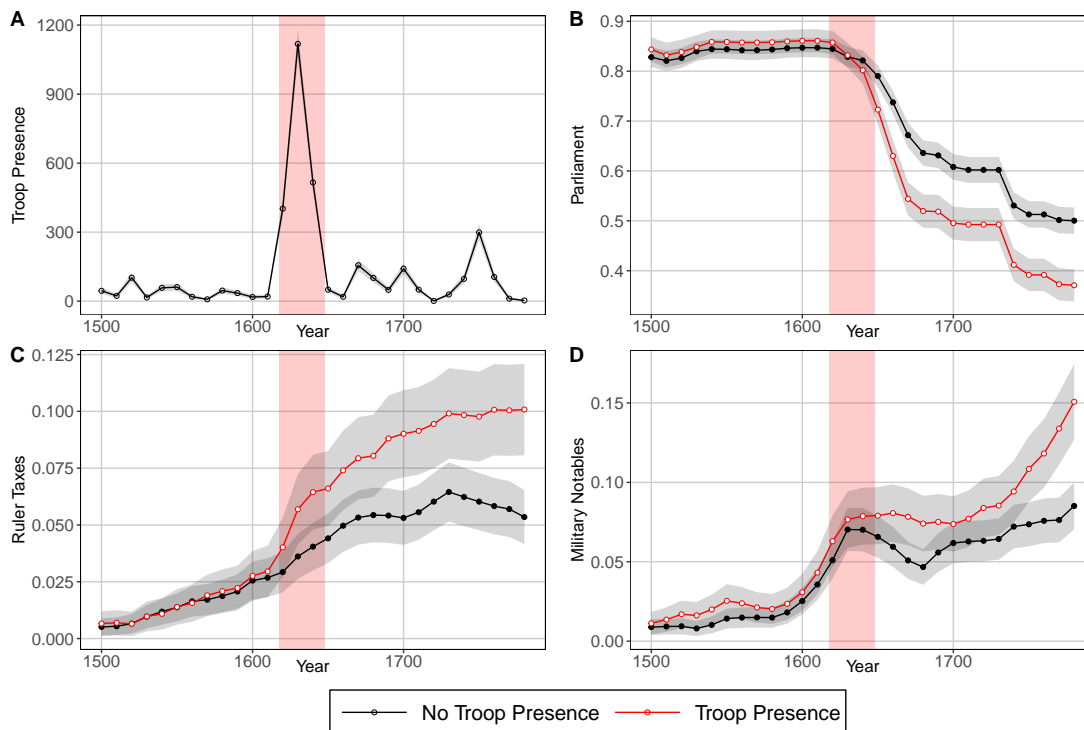 A
Troop Presence
1200
900
600
300
0
1500
1600
1700
Year
B
Parliament
0.9
0.8
0.7
0.6
0.5
0.4
1500
1600
1700
Year
C
Ruler Taxes
0.125
0.100
0.075
0.050
0.025
0.000
1500
1600
1700
Year
D
Military Notables
0.15
0.10
0.05
0.00
1500
1600
1700
Year
No Troop Presence Troop Presence